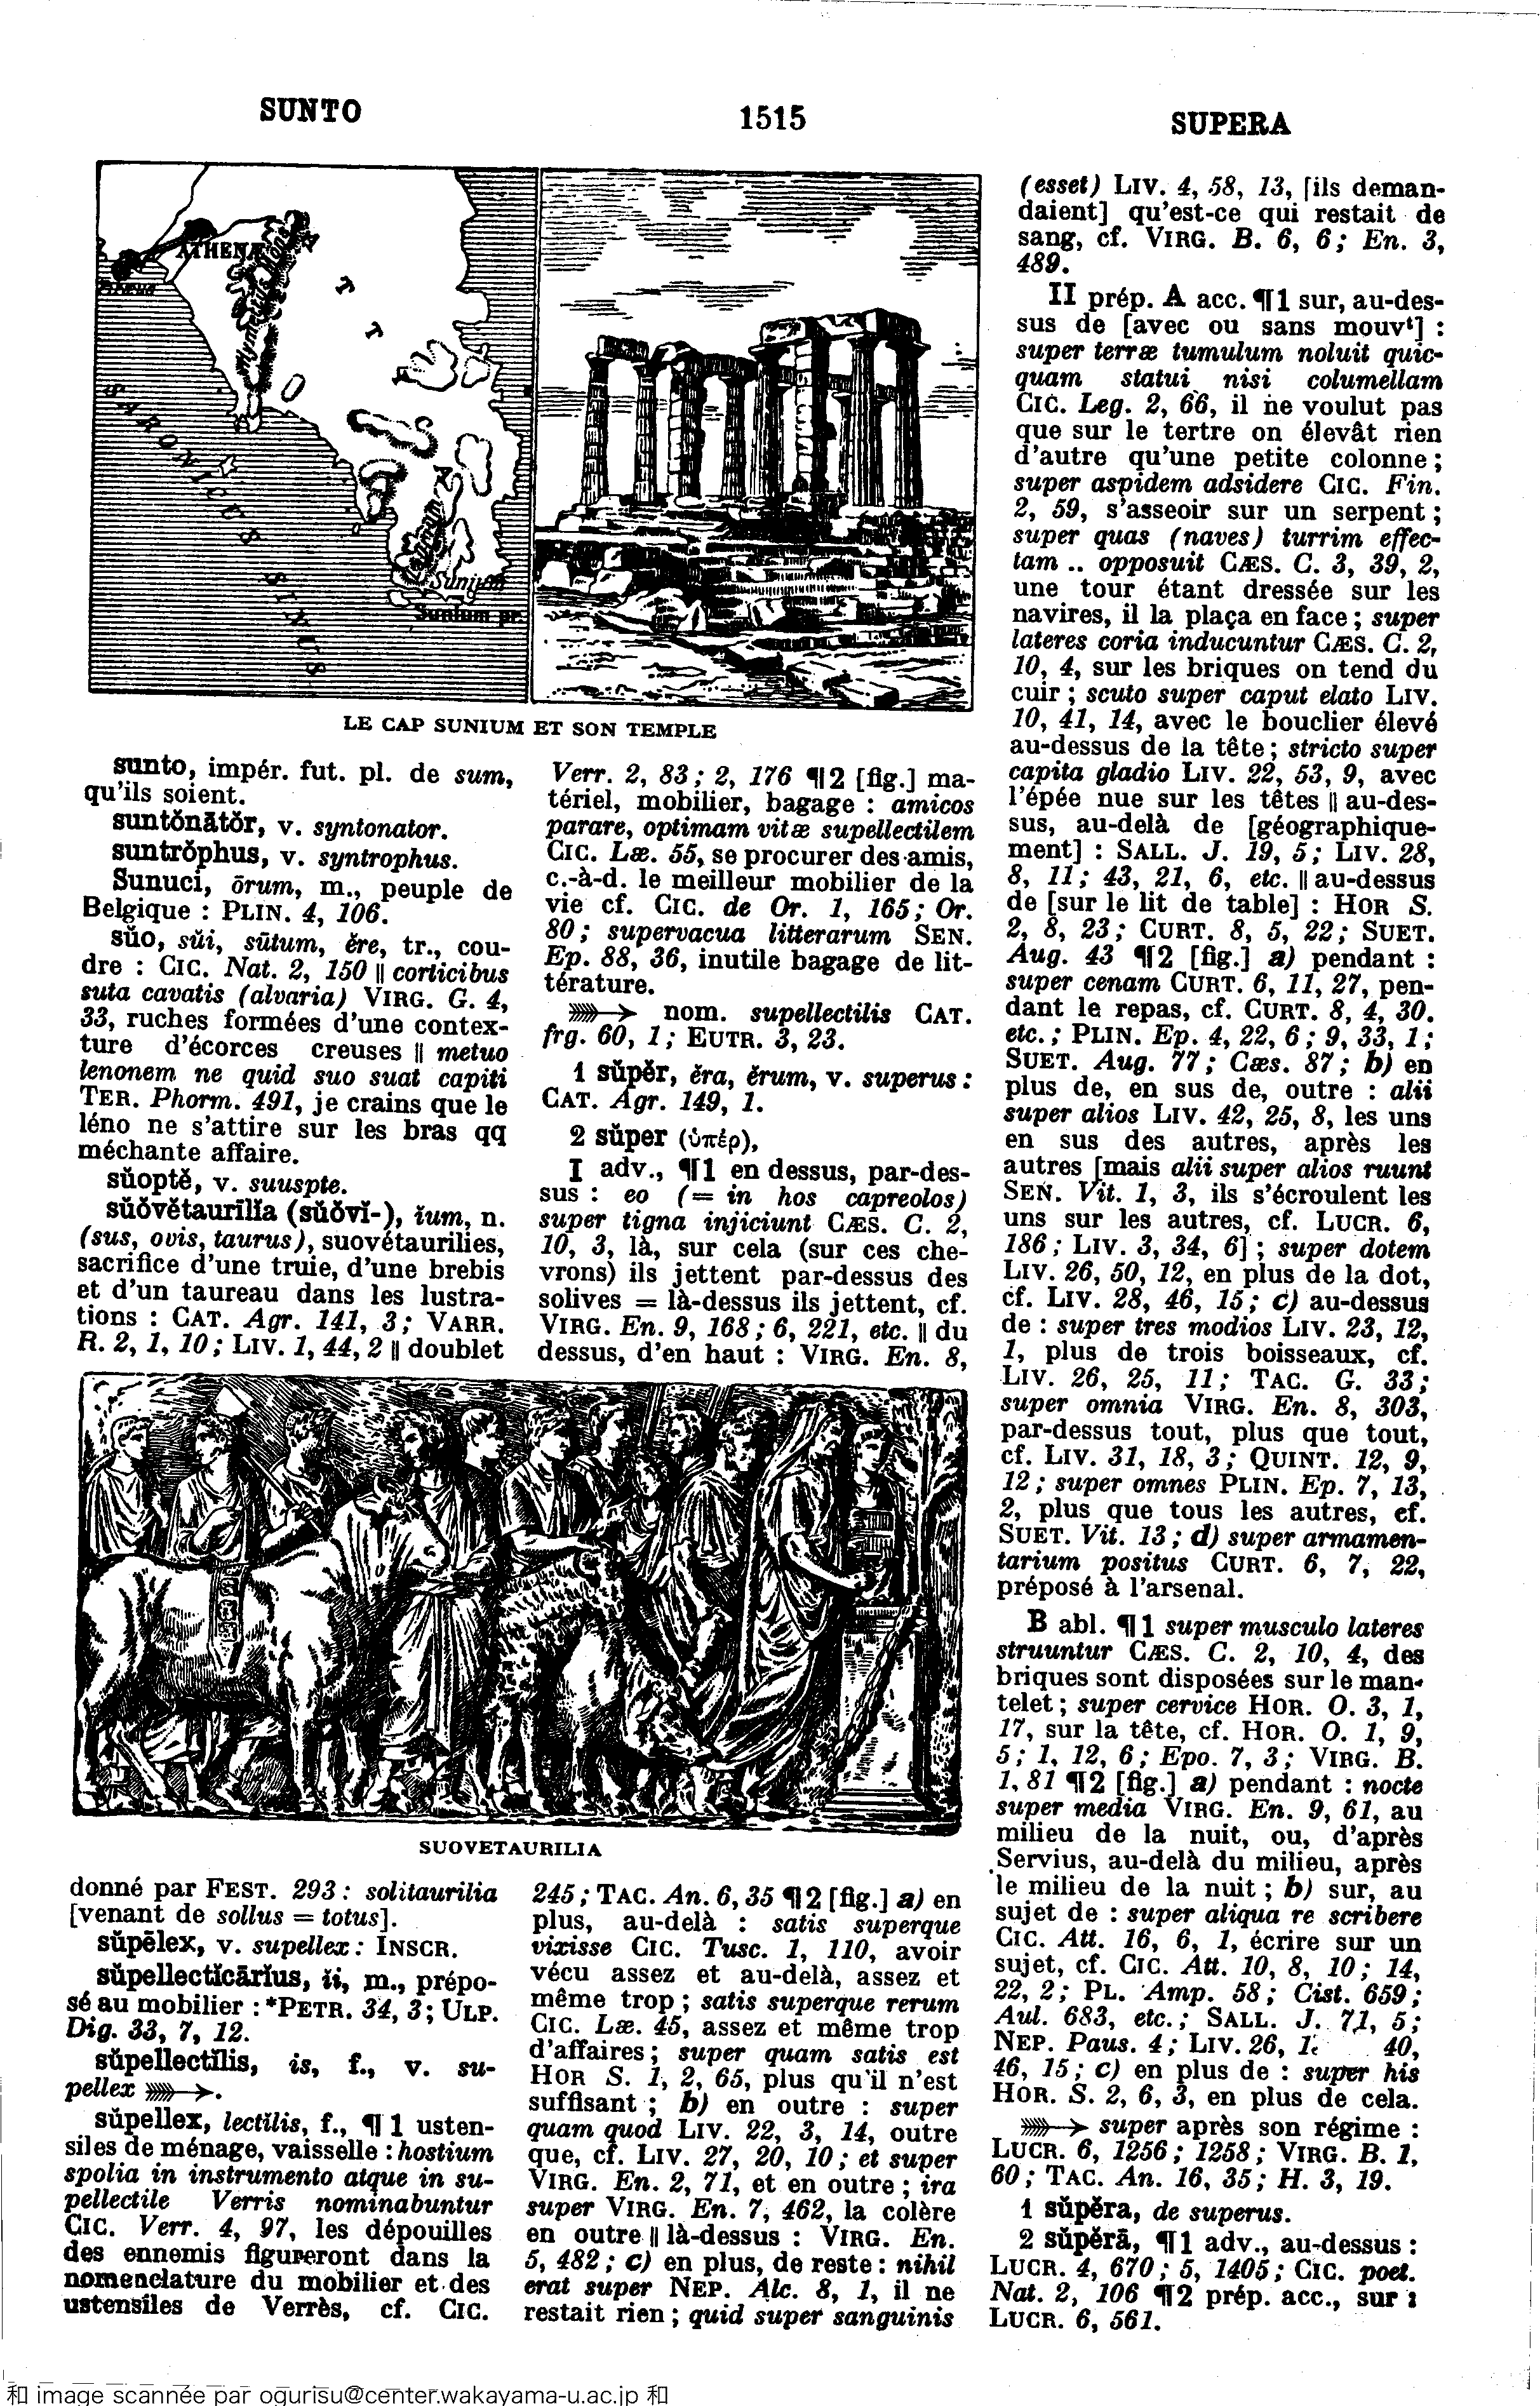 SUNTO
1515
SUPERA
ATHENÆ
Piræus
Hymettus Mons
A
T
T
I
C
A
SARONICUS SINUS
Laurium
Sunium
Sunium pr.
LE CAP SUNIUM ET SON TEMPLE
sunto, impér. fut. pl. de sum,
qu'ils soient.
suntŏnātŏr, v. syntonator.
suntrŏphus, v. syntrophus.
Sunuci, ōrum, m., peuple de
Belgique : PLIN. 4, 106.
sŭo, sŭi, sūtum, ĕre, tr., cou-
dre : CIC. Nat. 2, 150 || corticibus
suta cavatis (alvaria) VIRG. G. 4,
33, ruches formées d'une contex-
ture d'écorces creuses || metuo
lenonem ne quid suo suat capiti
TER. Phorm. 491, je crains que le
léno ne s'attire sur les bras qq
méchante affaire.
sŭoptĕ, v. suuspte.
sŭŏvĕtaurīlĭa (sŭŏvĭ-), ĭum, n.
(sus, ovis, taurus), suovétaurilies,
sacrifice d'une truie, d'une brebis
et d'un taureau dans les lustra-
tions : CAT. Agr. 141, 3; VARR.
R. 2, 1, 10; LIV. 1, 44, 2 || doublet
SUOVETAURILIA
donné par FEST. 293 : solitaurilia
[venant de sollus = totus].
sŭpēlex, v. supellex : INSCR.
sŭpellectĭcārĭus, ĭi, m., prépo-
sé au mobilier : *PETR. 34, 3; ULP.
Dig. 33, 7, 12.
sŭpellectĭlis, is, f., v. su-
pellex ⟫→.
sŭpellex, lectĭlis, f., ¶ 1 usten-
siles de ménage, vaisselle : hostium
spolia in instrumento atque in su-
pellectile Verris nominabuntur
CIC. Verr. 4, 97, les dépouilles
des ennemis figureront dans la
nomenclature du mobilier et des
ustensiles de Verrès, cf. CIC.
Verr. 2, 83; 2, 176 ¶ 2 [fig.] ma-
tériel, mobilier, bagage : amicos
parare, optimam vitæ supellectilem
CIC. Læ. 55, se procurer des amis,
c.-à-d. le meilleur mobilier de la
vie cf. CIC. de Or. 1, 165; Or.
80; supervacua litterarum SEN.
Ep. 88, 36, inutile bagage de lit-
térature.
⟫→ nom. supellectilis CAT.
frg. 60, 1; EUTR. 3, 23.
1 sŭpĕr, ĕra, ĕrum, v. superus :
CAT. Agr. 149, 1.
2 sŭper (ὑπέρ),
I adv., ¶ 1 en dessus, par-des-
sus : eo (= in hos capreolos)
super tigna injiciunt CÆS. C. 2,
10, 3, là, sur cela (sur ces che-
vrons) ils jettent par-dessus des
solives = là-dessus ils jettent, cf.
VIRG. En. 9, 168; 6, 221, etc. || du
dessus, d'en haut : VIRG. En. 8,
245; TAC. An. 6, 35 ¶ 2 [fig.] a) en
plus, au-delà : satis superque
vixisse CIC. Tusc. 1, 110, avoir
vécu assez et au-delà, assez et
même trop; satis superque rerum
CIC. Læ. 45, assez et même trop
d'affaires; super quam satis est
HOR S. 1, 2, 65, plus qu'il n'est
suffisant; b) en outre : super
quam quod LIV. 22, 3, 14, outre
que, cf. LIV. 27, 20, 10; et super
VIRG. En. 2, 71, et en outre; ira
super VIRG. En. 7, 462, la colère
en outre || là-dessus : VIRG. En.
5, 482; c) en plus, de reste : nihil
erat super NEP. Alc. 8, 1, il ne
restait rien; quid super sanguinis
(esset) LIV. 4, 58, 13, [ils deman-
daient] qu'est-ce qui restait de
sang, cf. VIRG. B. 6, 6; En. 3,
489.
II prép. A acc. ¶ 1 sur, au-des-
sus de [avec ou sans mouvᵗ] :
super terræ tumulum noluit quic-
quam statui nisi columellam
CIC. Leg. 2, 66, il ne voulut pas
que sur le tertre on élevât rien
d'autre qu'une petite colonne;
super aspidem adsidere CIC. Fin.
2, 59, s'asseoir sur un serpent;
super quas (naves) turrim effec-
tam .. opposuit CÆS. C. 3, 39, 2,
une tour étant dressée sur les
navires, il la plaça en face; super
lateres coria inducuntur CÆS. C. 2,
10, 4, sur les briques on tend du
cuir; scuto super caput elato LIV.
10, 41, 14, avec le bouclier élevé
au-dessus de la tête; stricto super
capita gladio LIV. 22, 53, 9, avec
l'épée nue sur les têtes || au-des-
sus, au-delà de [géographique-
ment] : SALL. J. 19, 5; LIV. 28,
8, 11; 43, 21, 6, etc. || au-dessus
de [sur le lit de table] : HOR S.
2, 8, 23; CURT. 8, 5, 22; SUET.
Aug. 43 ¶ 2 [fig.] a) pendant :
super cenam CURT. 6, 11, 27, pen-
dant le repas, cf. CURT. 8, 4, 30.
etc.; PLIN. Ep. 4, 22, 6; 9, 33, 1;
SUET. Aug. 77; Cæs. 87; b) en
plus de, en sus de, outre : alii
super alios LIV. 42, 25, 8, les uns
en sus des autres, après les
autres [mais alii super alios ruunt
SEN. Vit. 1, 3, ils s'écroulent les
uns sur les autres, cf. LUCR. 6,
186; LIV. 3, 34, 6]; super dotem
LIV. 26, 50, 12, en plus de la dot,
cf. LIV. 28, 46, 15; c) au-dessus
de : super tres modios LIV. 23, 12,
1, plus de trois boisseaux, cf.
LIV. 26, 25, 11; TAC. G. 33;
super omnia VIRG. En. 8, 303,
par-dessus tout, plus que tout,
cf. LIV. 31, 18, 3; QUINT. 12, 9,
12; super omnes PLIN. Ep. 7, 13,
2, plus que tous les autres, cf.
SUET. Vit. 13; d) super armamen-
tarium positus CURT. 6, 7, 22,
préposé à l'arsenal.
B abl. ¶ 1 super musculo lateres
struuntur CÆS. C. 2, 10, 4, des
briques sont disposées sur le man-
telet; super cervice HOR. O. 3, 1,
17, sur la tête, cf. HOR. O. 1, 9,
5; 1, 12, 6; Epo. 7, 3; VIRG. B.
1, 81 ¶ 2 [fig.] a) pendant : nocte
super media VIRG. En. 9, 61, au
milieu de la nuit, ou, d'après
Servius, au-delà du milieu, après
le milieu de la nuit; b) sur, au
sujet de : super aliqua re scribere
CIC. Att. 16, 6, 1, écrire sur un
sujet, cf. CIC. Att. 10, 8, 10; 14,
22, 2; PL. Amp. 58; Cist. 659;
Aul. 683, etc.; SALL. J. 71, 5;
NEP. Paus. 4; LIV. 26, 40,
46, 15; c) en plus de : super his
HOR. S. 2, 6, 3, en plus de cela.
⟫→ super après son régime :
LUCR. 6, 1256; 1258; VIRG. B. 1,
60; TAC. An. 16, 35; H. 3, 19.
1 sŭpĕra, de superus.
2 sŭpĕrā, ¶ 1 adv., au-dessus :
LUCR. 4, 670; 5, 1405; CIC. poet.
Nat. 2, 106 ¶ 2 prép. acc., sur :
LUCR. 6, 561.
和 image scannée par ogurisu@center.wakayama-u.ac.jp 和